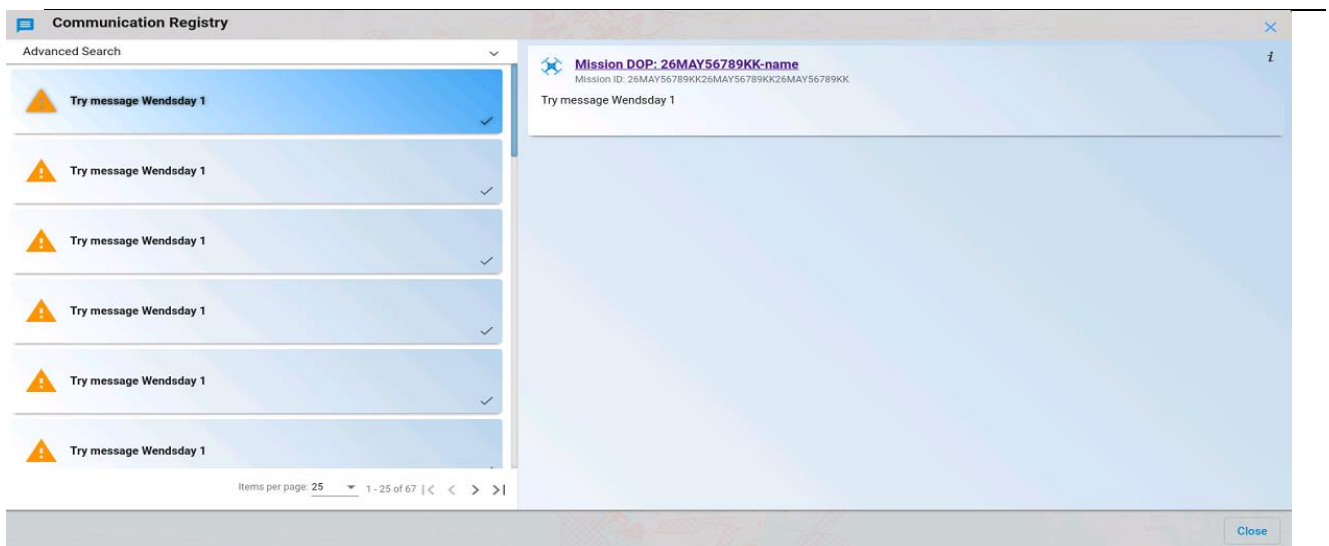 Communication Registry
Advanced Search
Try message Wendsday 1
Try message Wendsday 1
Try message Wendsday 1
Try message Wendsday 1
Try message Wendsday 1
Try message Wendsday 1
Items per page: 25 1 - 25 of 67
Mission DOP: 26MAY56789KK-name
Mission ID: 26MAY56789KK26MAY56789KK26MAY56789KK
Try message Wendsday 1
i
Close